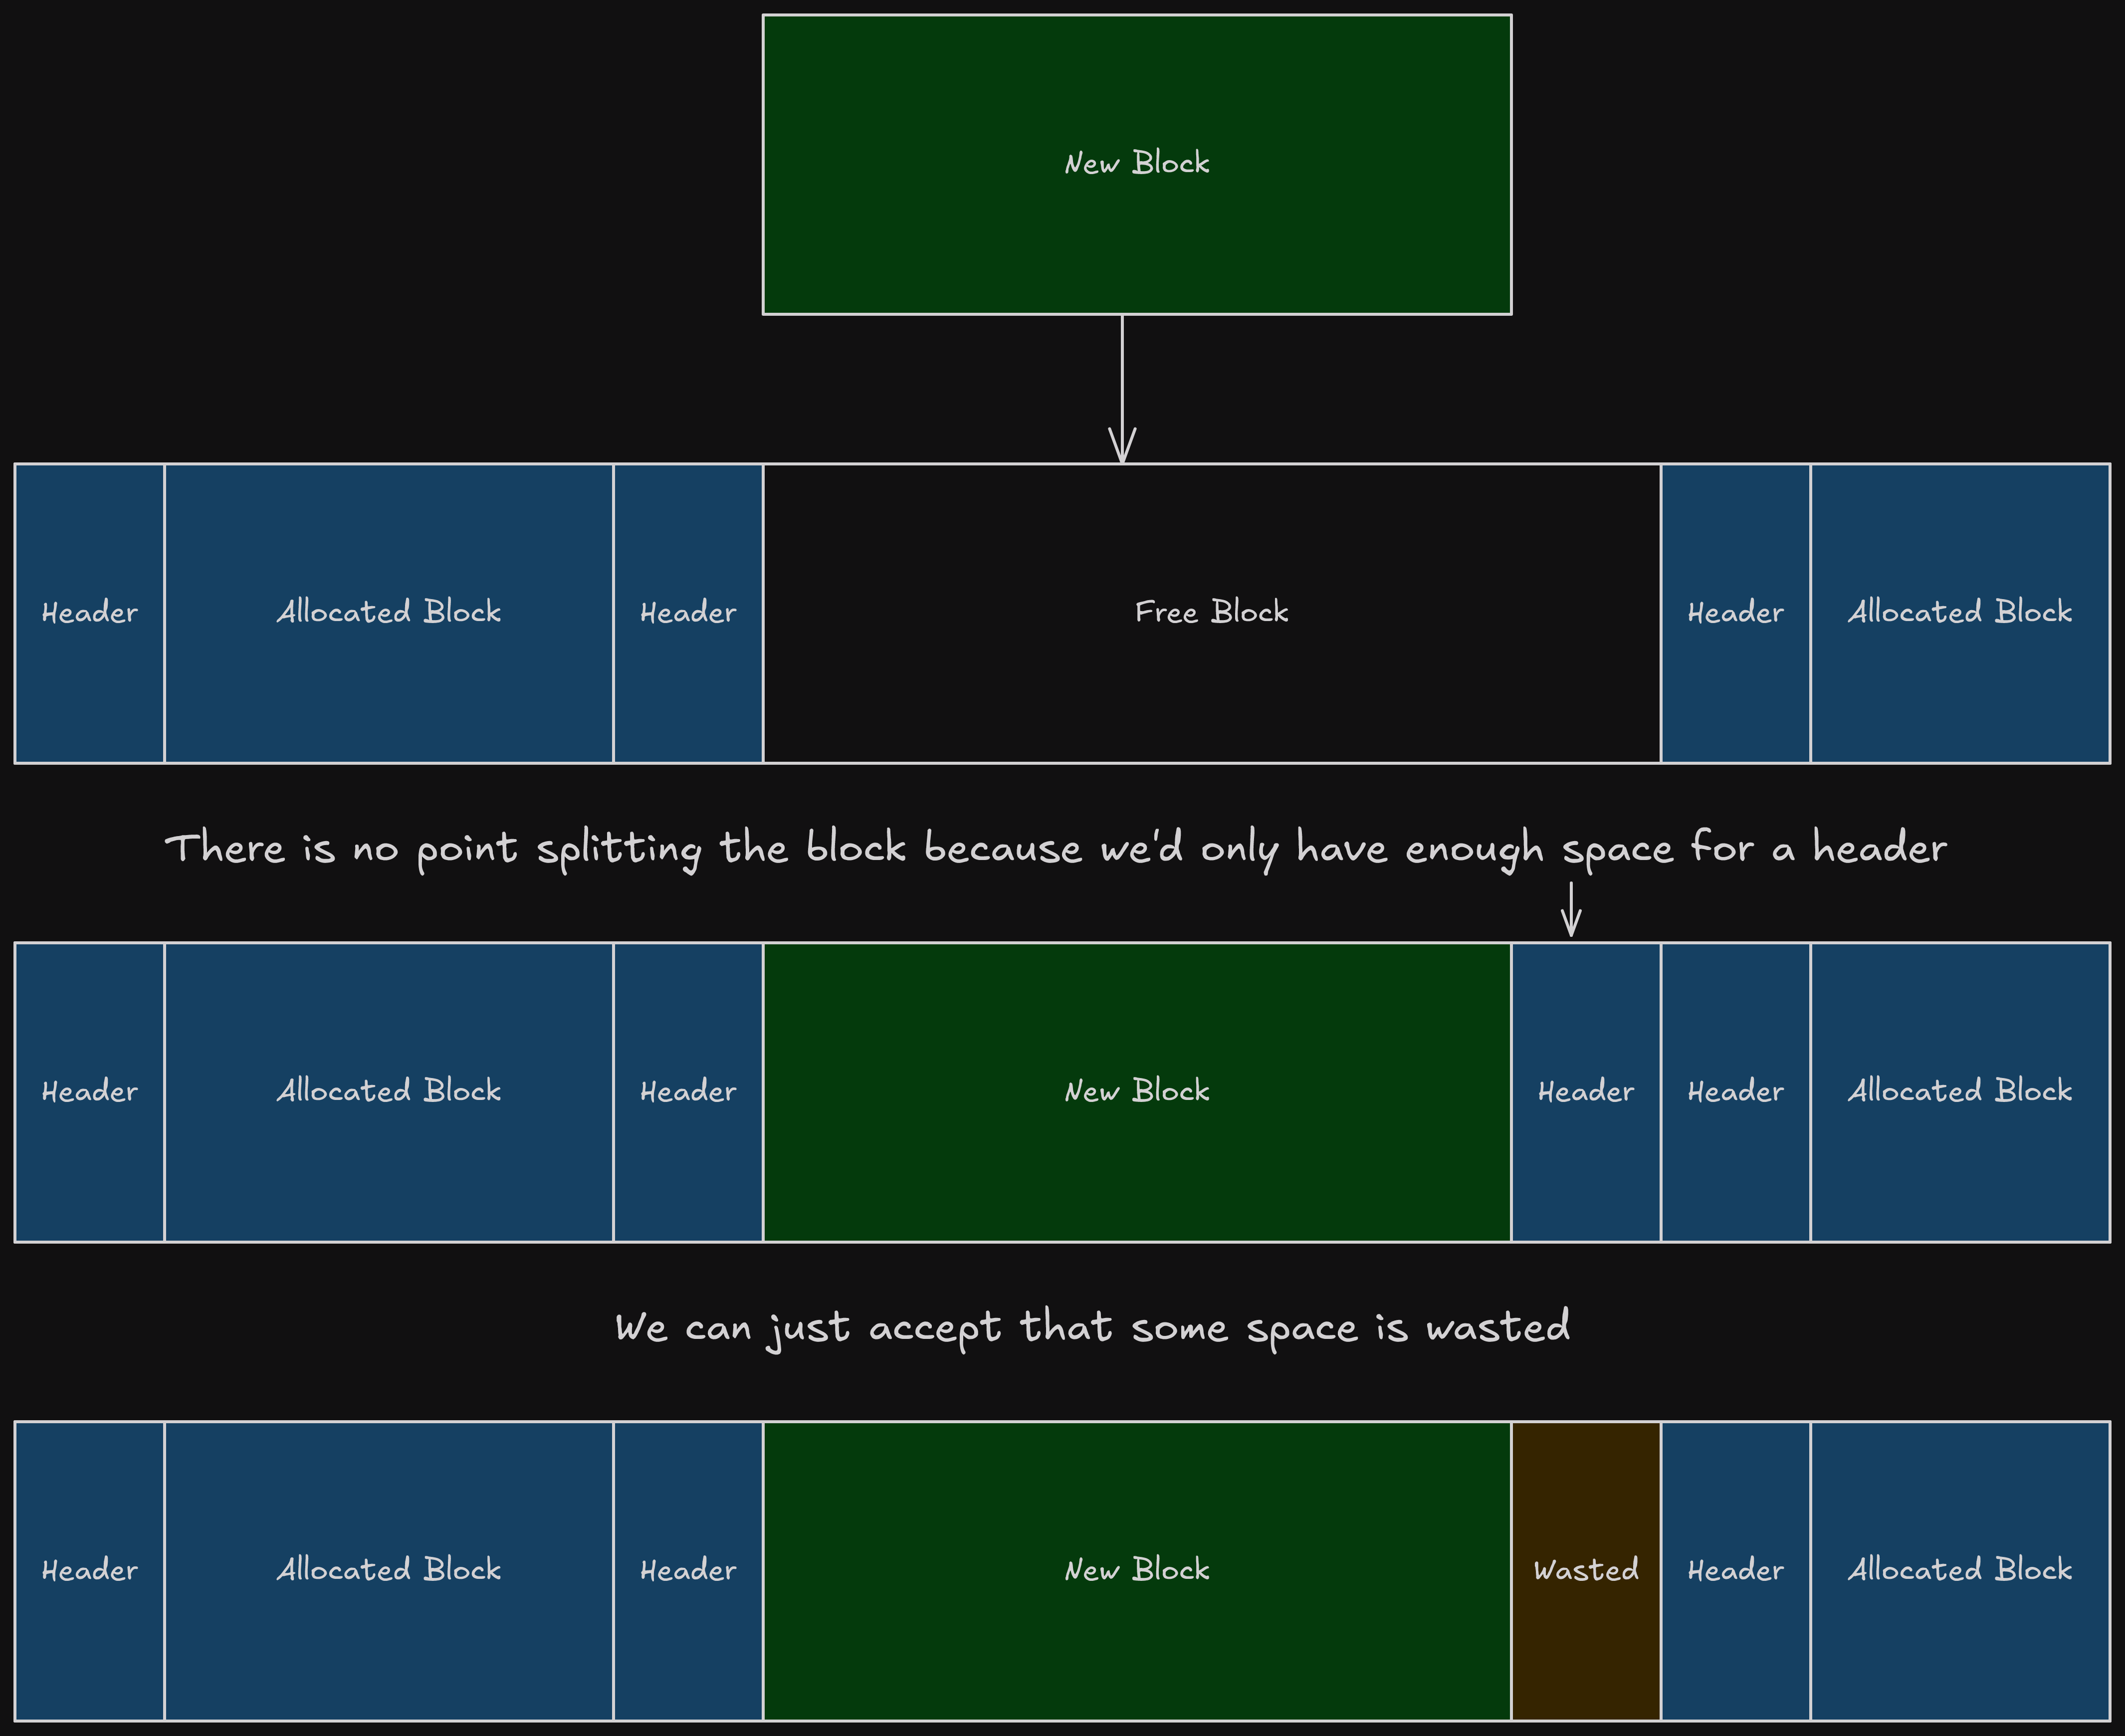 New Block
Header Allocated Block Header Free Block Header Allocated Block
There is no point splitting the block because we'd only have enough space for a header
Header Allocated Block Header New Block Header Header Allocated Block
We can just accept that some space is wasted
Header Allocated Block Header New Block Wasted Header Allocated Block